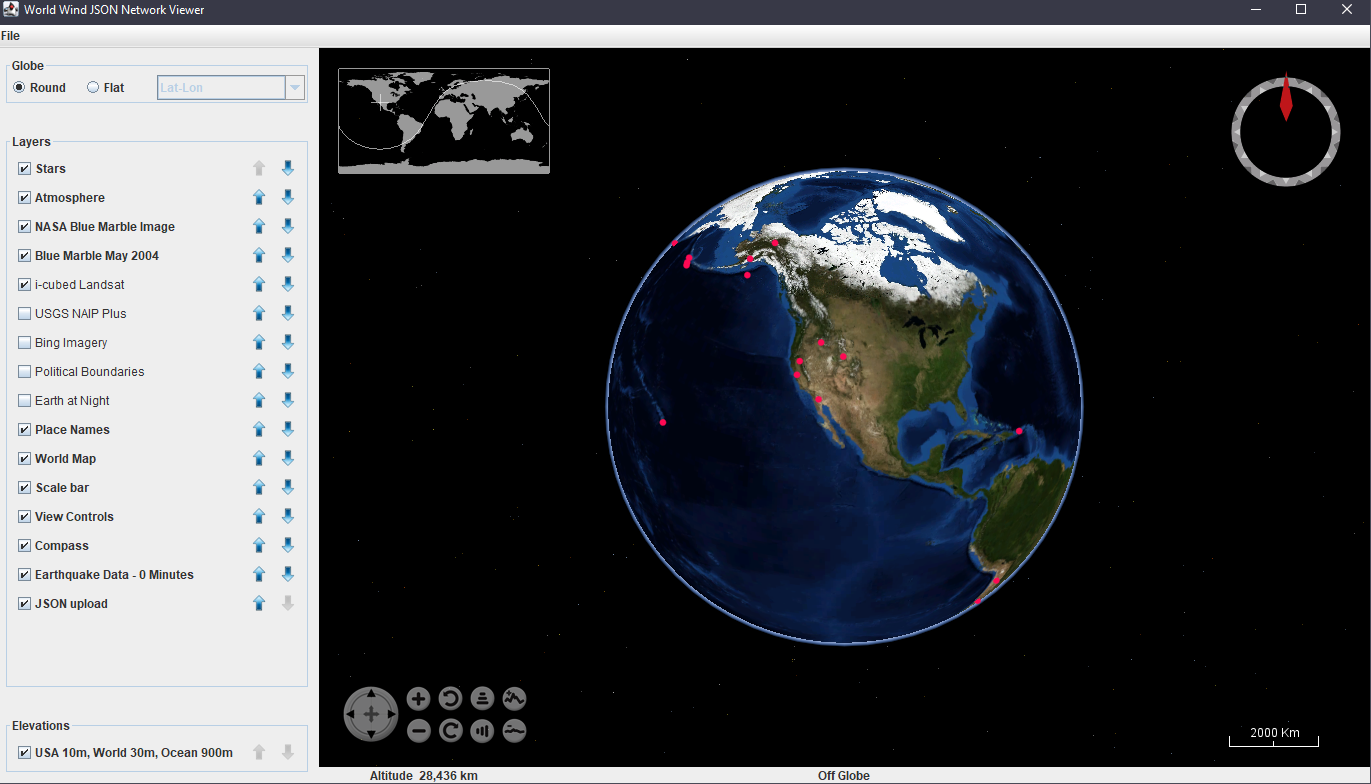 World Wind JSON Network Viewer
File
Globe
Round
Flat
Lat-Lon
Layers
Stars
Atmosphere
NASA Blue Marble Image
Blue Marble May 2004
i-cubed Landsat
USGS NAIP Plus
Bing Imagery
Political Boundaries
Earth at Night
Place Names
World Map
Scale bar
View Controls
Compass
Earthquake Data - 0 Minutes
JSON upload
Elevations
USA 10m, World 30m, Ocean 900m
2000 Km
Altitude 28,436 km
Off Globe